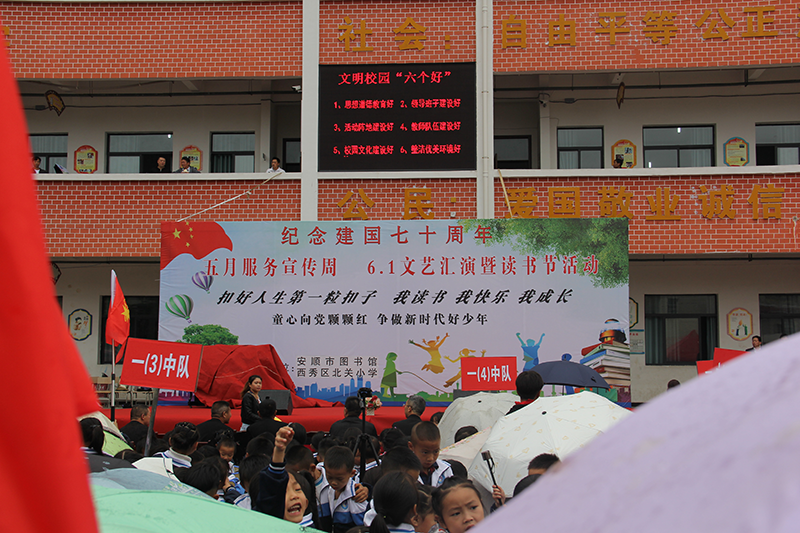 社会：自由平等公正
文明校园“六个好”
1、思想道德教育好 2、领导班子建设好
3、活动阵地建设好 4、教师队伍建设好
5、校园文化建设好 6、整洁优美环境好
公民：爱国敬业诚信
纪念建国七十周年
五月服务宣传周 6.1文艺汇演暨读书节活动
扣好人生第一粒扣子 我读书 我快乐 我成长
童心向党颗颗红 争做新时代好少年
安顺市图书馆
西秀区北关小学
一(3)中队
一(4)中队